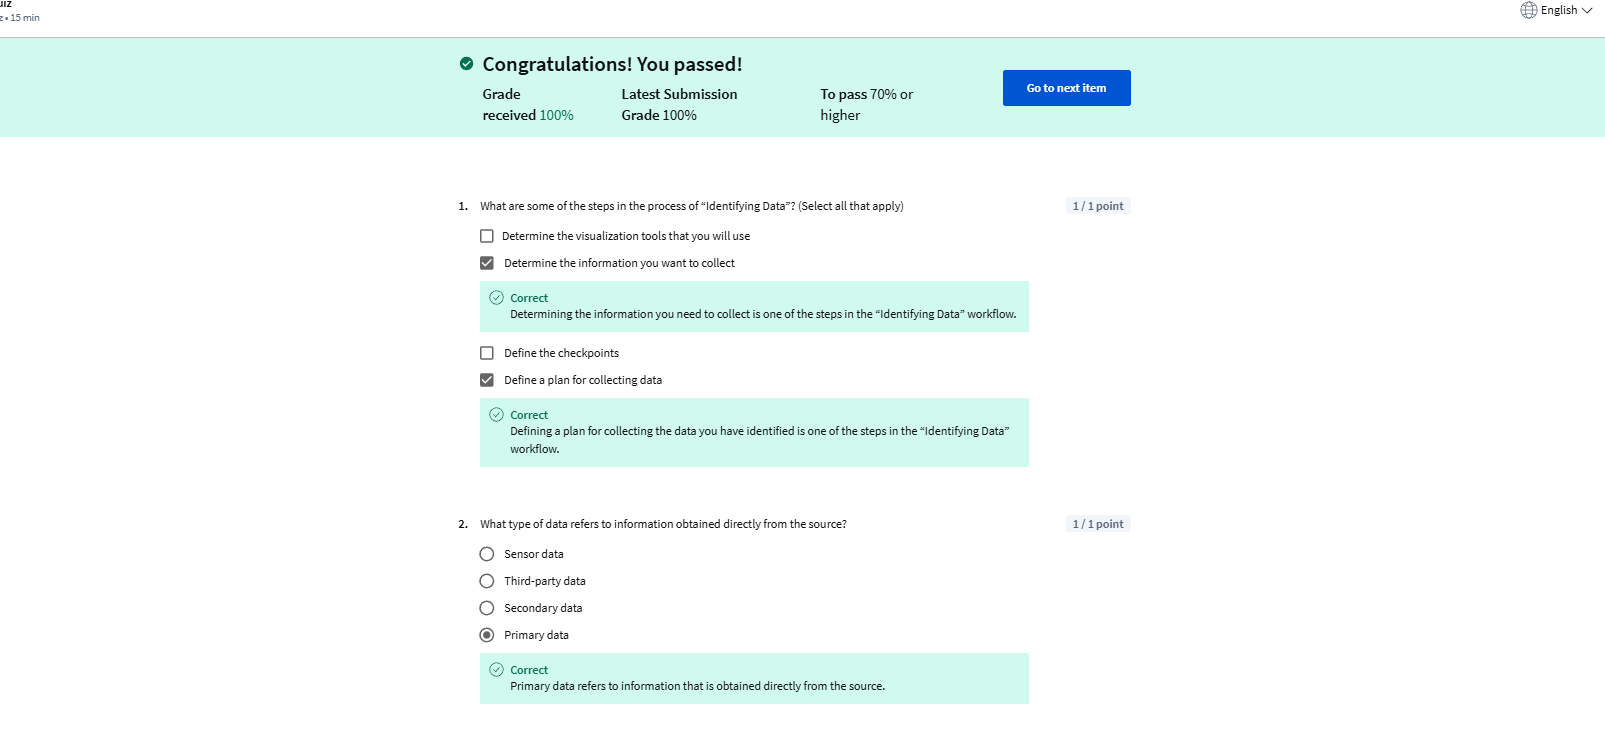 15 min
English
Congratulations! You passed!
Grade received 100%
Latest Submission Grade 100%
To pass 70% or higher
Go to next item
1. What are some of the steps in the process of “Identifying Data”? (Select all that apply)
1 / 1 point
Determine the visualization tools that you will use
Determine the information you want to collect
Correct
Determining the information you need to collect is one of the steps in the “Identifying Data” workflow.
Define the checkpoints
Define a plan for collecting data
Correct
Defining a plan for collecting the data you have identified is one of the steps in the “Identifying Data”
workflow.
2. What type of data refers to information obtained directly from the source?
1 / 1 point
Sensor data
Third-party data
Secondary data
Primary data
Correct
Primary data refers to information that is obtained directly from the source.